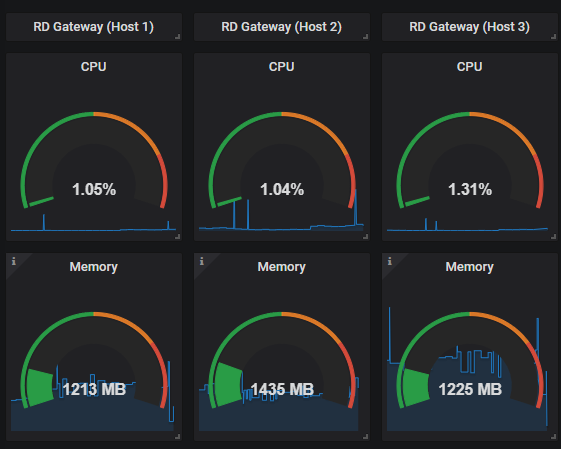 RD Gateway (Host 1)
RD Gateway (Host 2)
RD Gateway (Host 3)
CPU
CPU
CPU
1.05%
1.04%
1.31%
i
Memory
i
Memory
i
Memory
1213 MB
1435 MB
1225 MB